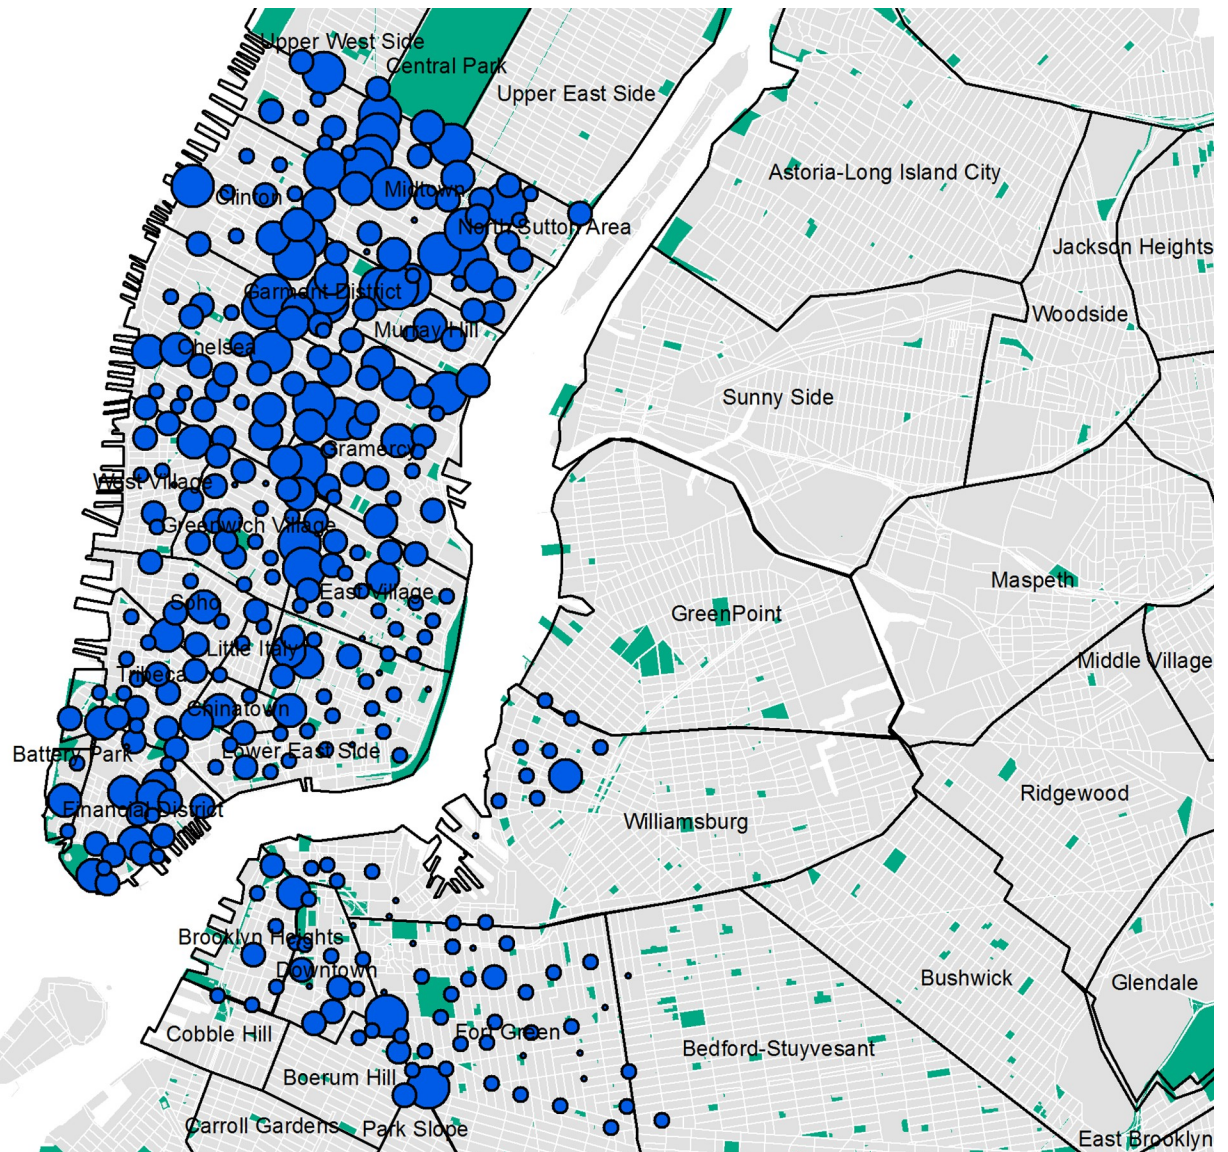 Upper West Side
Central Park
Upper East Side
Astoria-Long Island City
Clinton
Midtown
North Sutton Area
Jackson Heights
Garment District
Woodside
Murray Hill
Chelsea
Sunny Side
Gramercy
West Village
Greenwich Village
Maspeth
East Village
Soho
GreenPoint
Little Italy
Middle Village
Tribeca
Chinatown
Lower East Side
Battery Park
Ridgewood
Financial District
Williamsburg
Brooklyn Heights
Downtown
Bushwick
Glendale
Cobble Hill
Fort Green
Bedford-Stuyvesant
Boerum Hill
Carroll Gardens
Park Slope
East Brooklyn